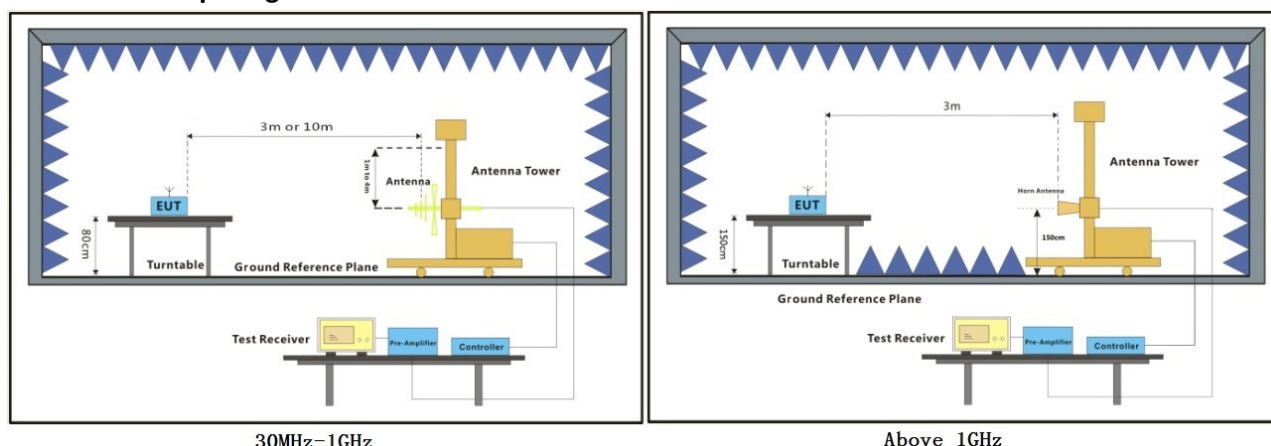 3m or 10m
1m to 4m
Antenna
Antenna Tower
EUT
80cm
Turntable
Ground Reference Plane
Test Receiver
Pre-Amplifier
Controller
30MHz-1GHz
3m
Antenna Tower
Horn Antenna
EUT
150cm
150cm
Turntable
Ground Reference Plane
Test Receiver
Pre-Amplifier
Controller
Above 1GHz